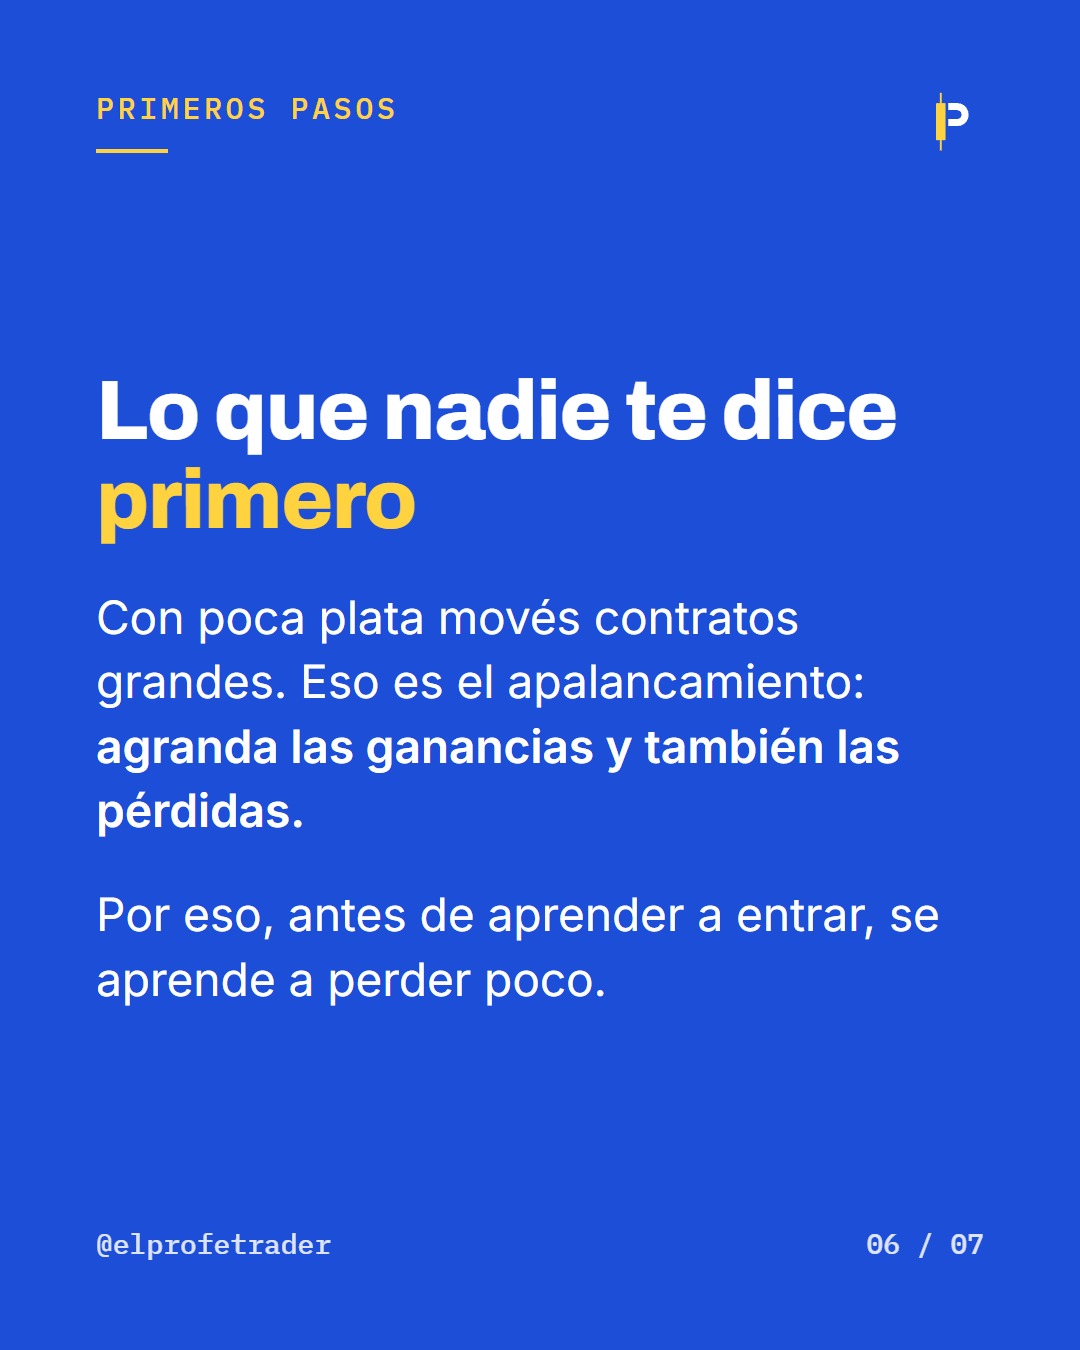 PRIMEROS PASOS
Lo que nadie te dice
primero
Con poca plata movés contratos
grandes. Eso es el apalancamiento:
agranda las ganancias y también las
pérdidas.
Por eso, antes de aprender a entrar, se
aprende a perder poco.
@elprofetrader
06 / 07